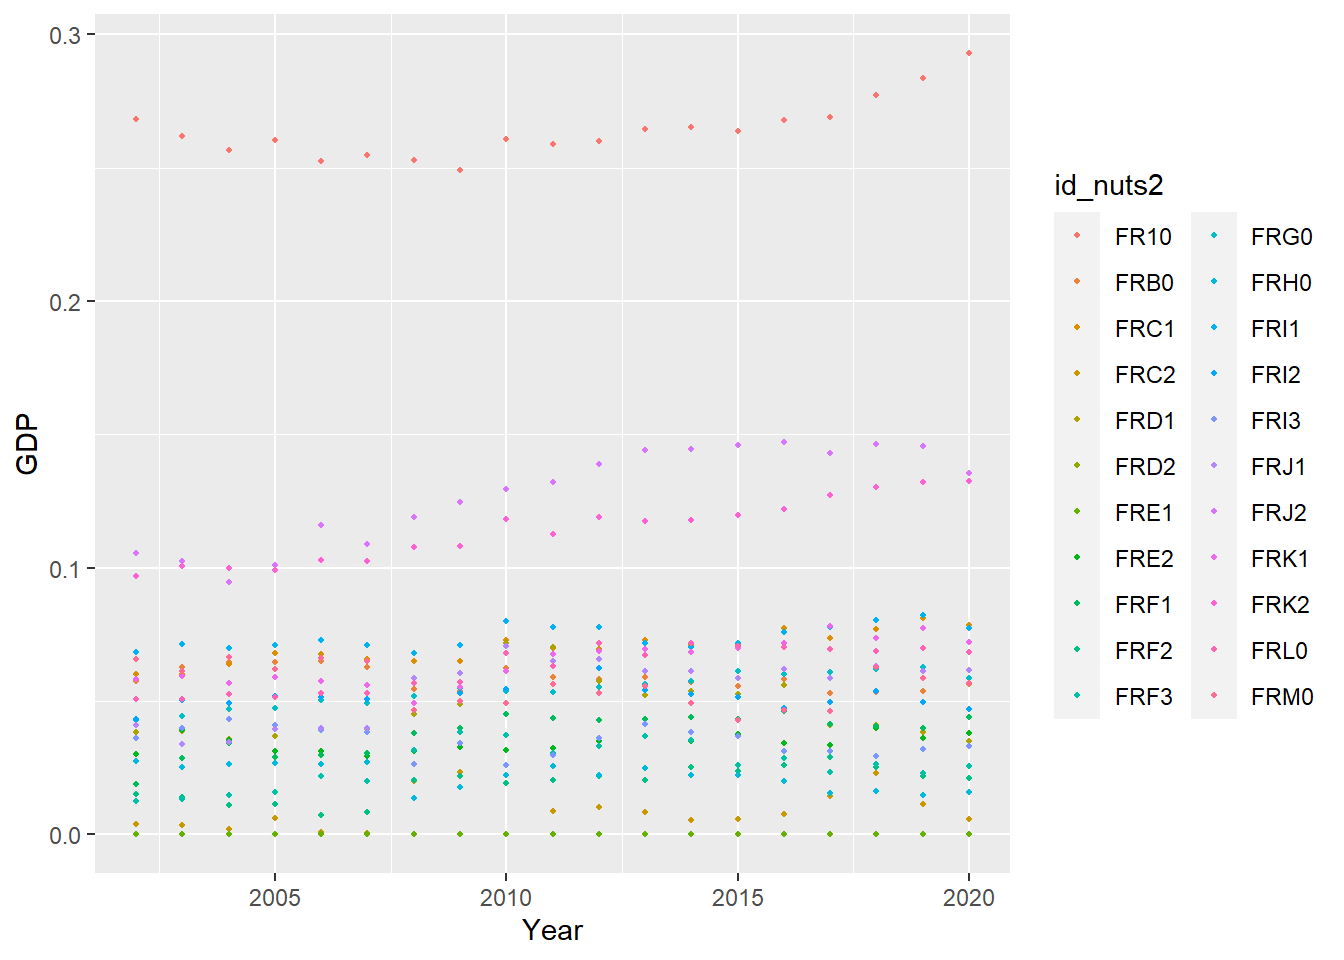 0.3
0.2
0.1
0.0
GDP
2005
2010
2015
2020
Year
id_nuts2
FR10 FRG0
FRB0 FRH0
FRC1 FRI1
FRC2 FRI2
FRD1 FRI3
FRD2 FRJ1
FRE1 FRJ2
FRE2 FRK1
FRF1 FRK2
FRF2 FRL0
FRF3 FRM0